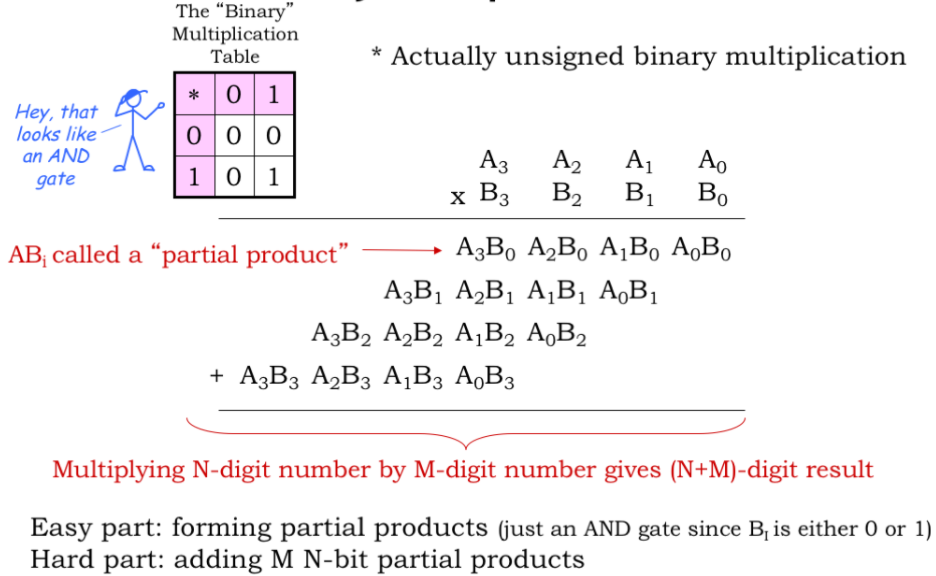 The “Binary”
Multiplication
Table
* Actually unsigned binary multiplication
* 0 1
0 0 0
1 0 1
Hey, that
looks like
an AND
gate
A₃ A₂ A₁ A₀
x B₃ B₂ B₁ B₀
ABᵢ called a “partial product”
A₃B₀ A₂B₀ A₁B₀ A₀B₀
A₃B₁ A₂B₁ A₁B₁ A₀B₁
A₃B₂ A₂B₂ A₁B₂ A₀B₂
+ A₃B₃ A₂B₃ A₁B₃ A₀B₃
Multiplying N-digit number by M-digit number gives (N+M)-digit result
Easy part: forming partial products (just an AND gate since Bᵢ is either 0 or 1)
Hard part: adding M N-bit partial products